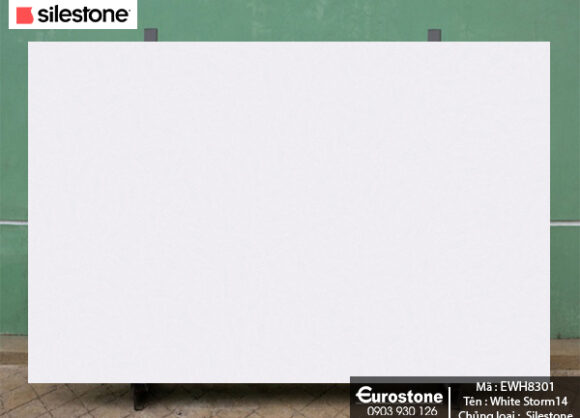 silestone
Eurostone
0903 930 126
Mã : EWH8301
Tên : White Storm14
Chủng loại : Silestone